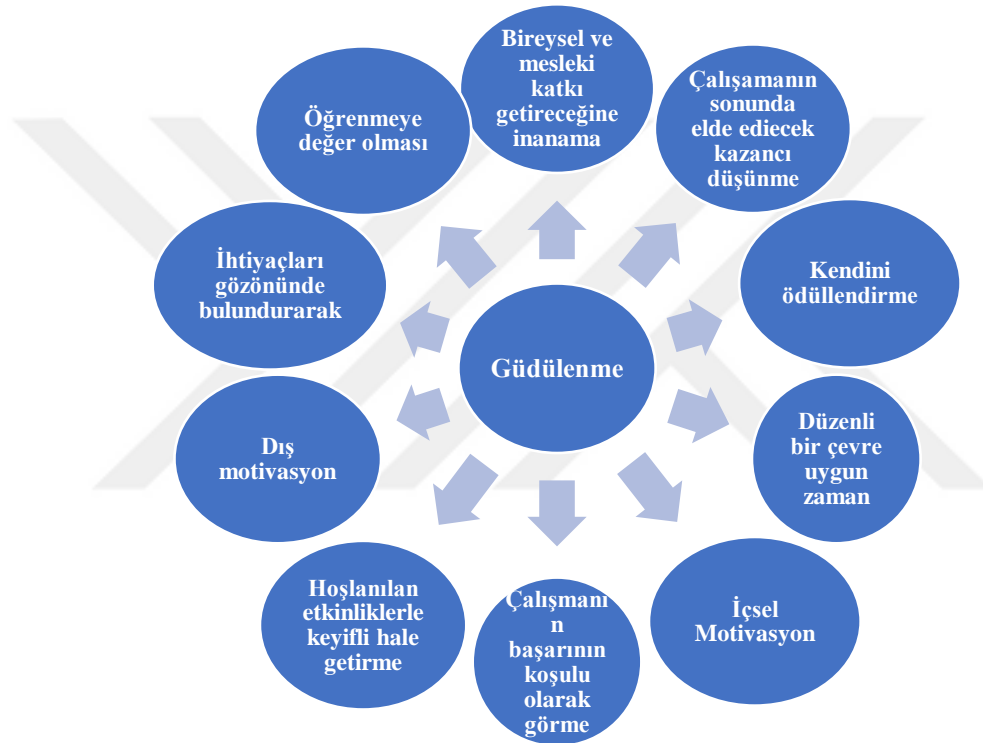 Bireysel ve
mesleki
katkı
getireceğine
inanama
Çalışamanın
sonunda
elde ediecek
kazancı
düşünme
Kendini
ödüllendirme
Düzenli
bir çevre
uygun
zaman
İçsel
Motivasyon
Çalışmanı
n
başarının
koşulu
olarak
görme
Hoşlanılan
etkinliklerle
keyifli hale
getirme
Dış
motivasyon
İhtiyaçları
gözönünde
bulundurarak
Öğrenmeye
değer olması
Güdülenme